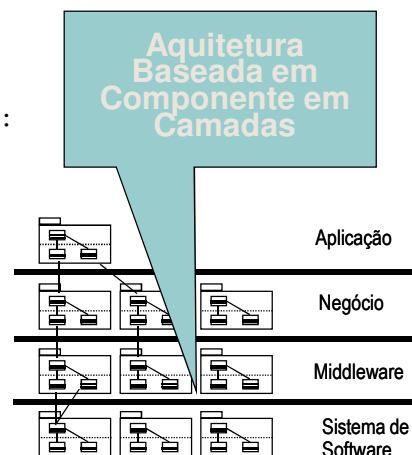 Aquitetura
Baseada em
Componente em
Camadas
:
Aplicação
Negócio
Middleware
Sistema de
Software